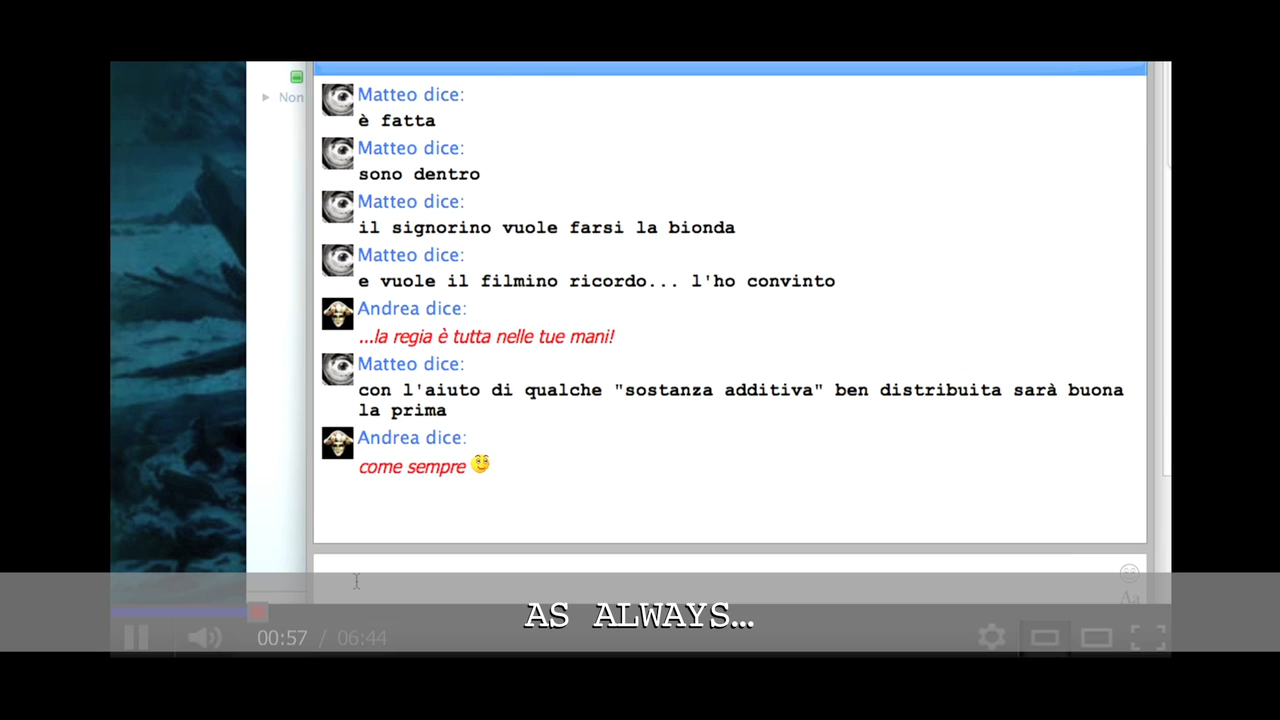 Non
Matteo dice:
è fatta
Matteo dice:
sono dentro
Matteo dice:
il signorino vuole farsi la bionda
Matteo dice:
e vuole il filmino ricordo... l'ho convinto
Andrea dice:
...la regia è tutta nelle tue mani!
Matteo dice:
con l'aiuto di qualche "sostanza additiva" ben distribuita sarà buona
la prima
Andrea dice:
come sempre
Aa
AS ALWAYS…
00:57 / 06:44